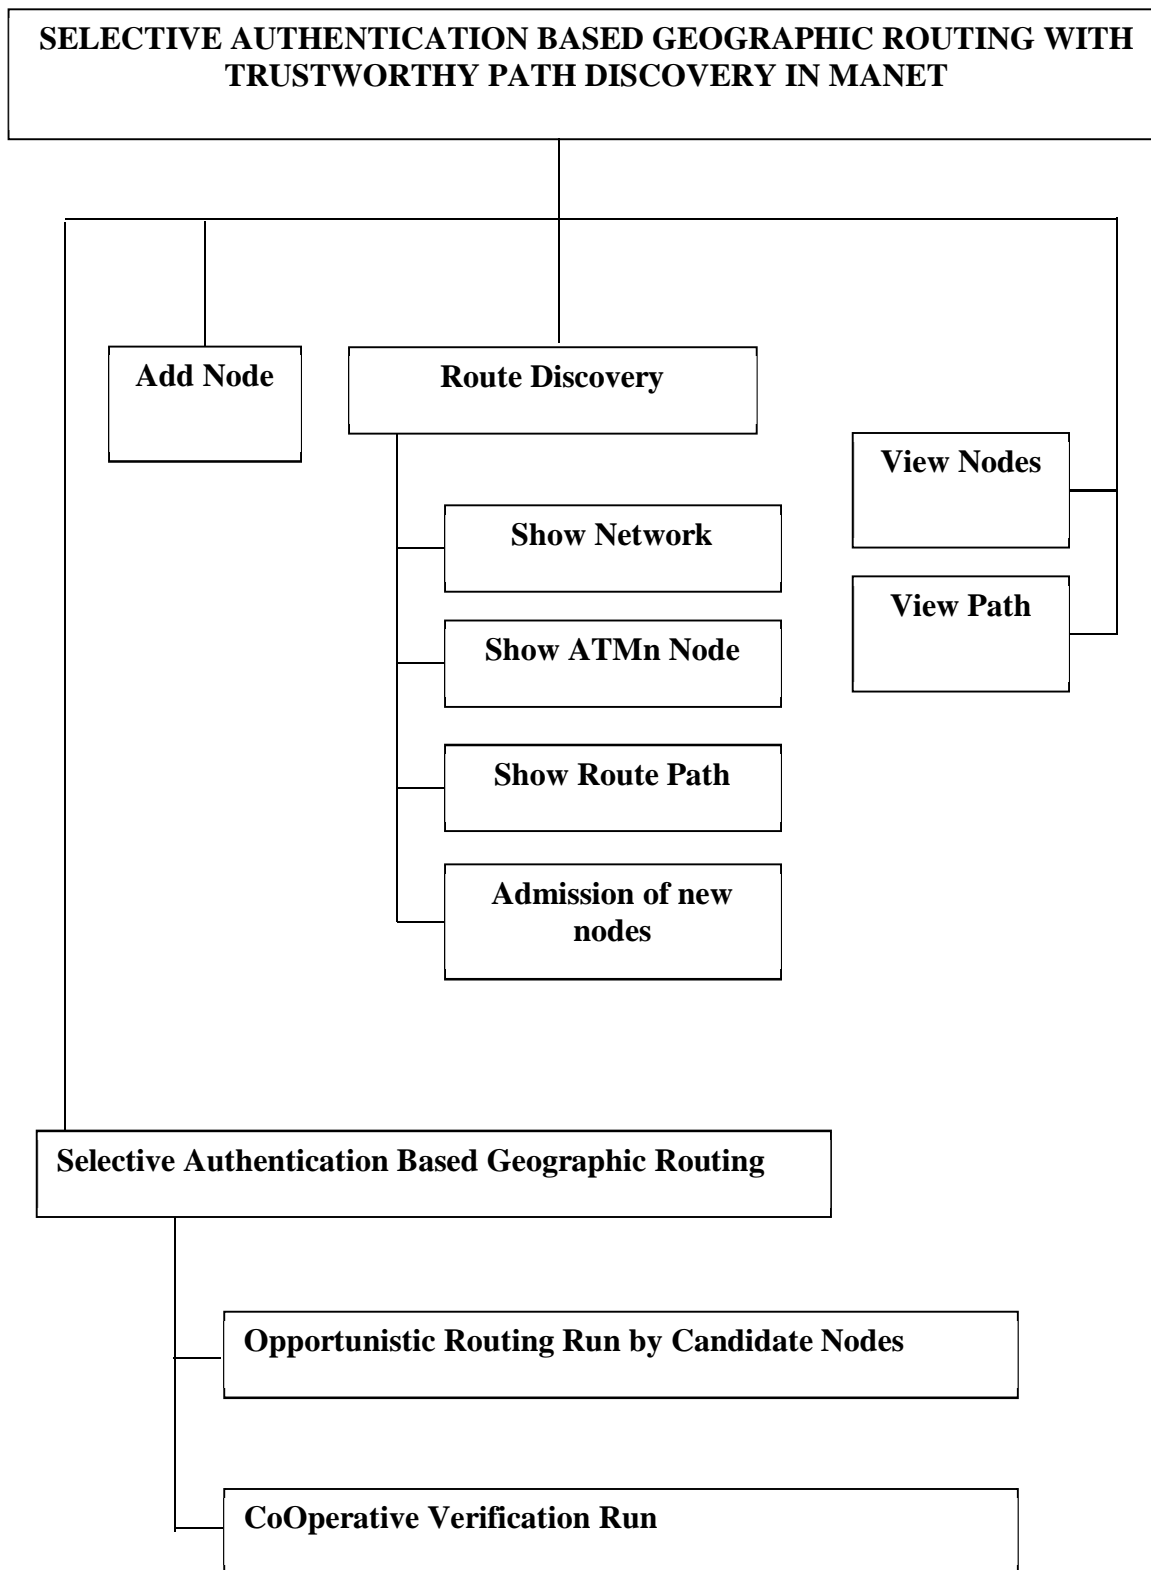 SELECTIVE AUTHENTICATION BASED GEOGRAPHIC ROUTING WITH
TRUSTWORTHY PATH DISCOVERY IN MANET
Add Node
Route Discovery
Show Network
Show ATMn Node
Show Route Path
Admission of new
nodes
View Nodes
View Path
Selective Authentication Based Geographic Routing
Opportunistic Routing Run by Candidate Nodes
CoOperative Verification Run